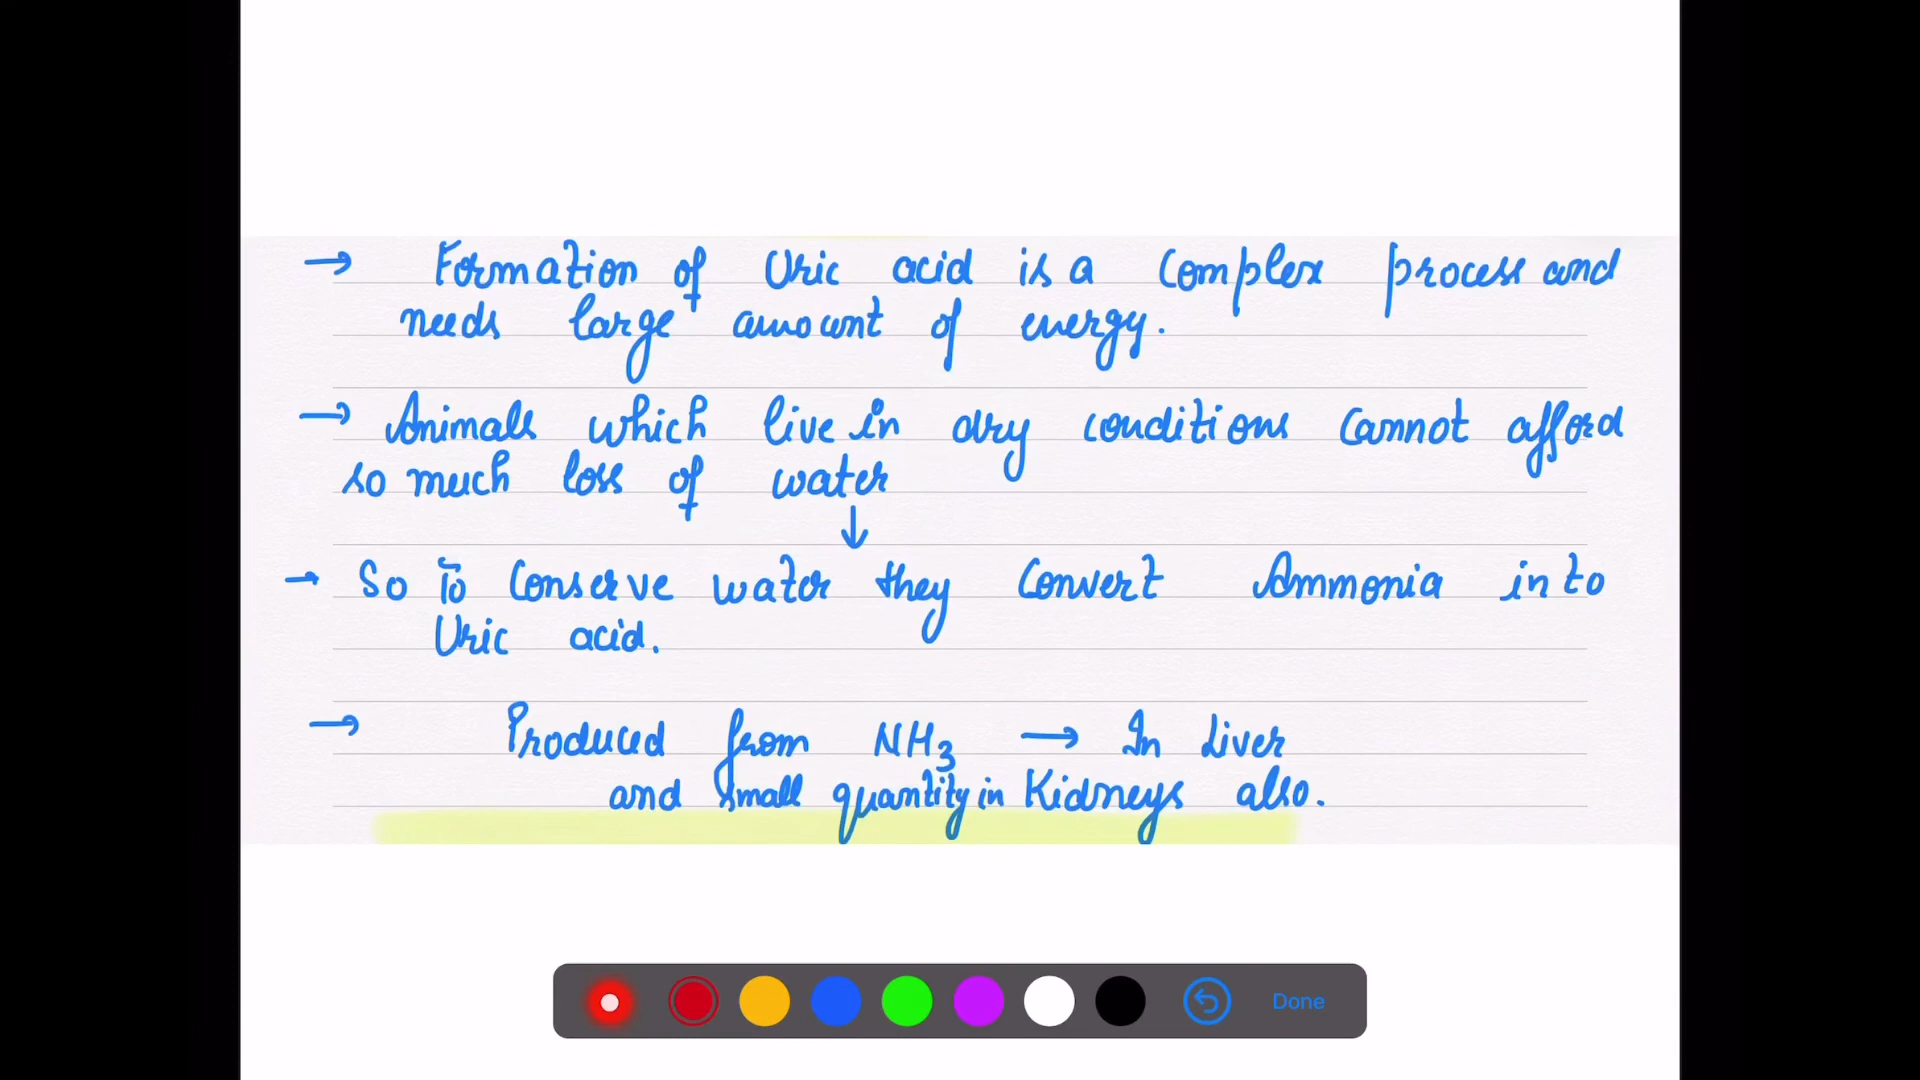 → Formation of Uric acid is a Complex process and
needs large amount of energy.
→ Animals which live in dry conditions cannot afford
so much loss of water
↓
→ So To Conserve water they Convert Ammonia into
Uric acid.
→ Produced from NH3 → In Liver
and small quantity in Kidneys also.
Done